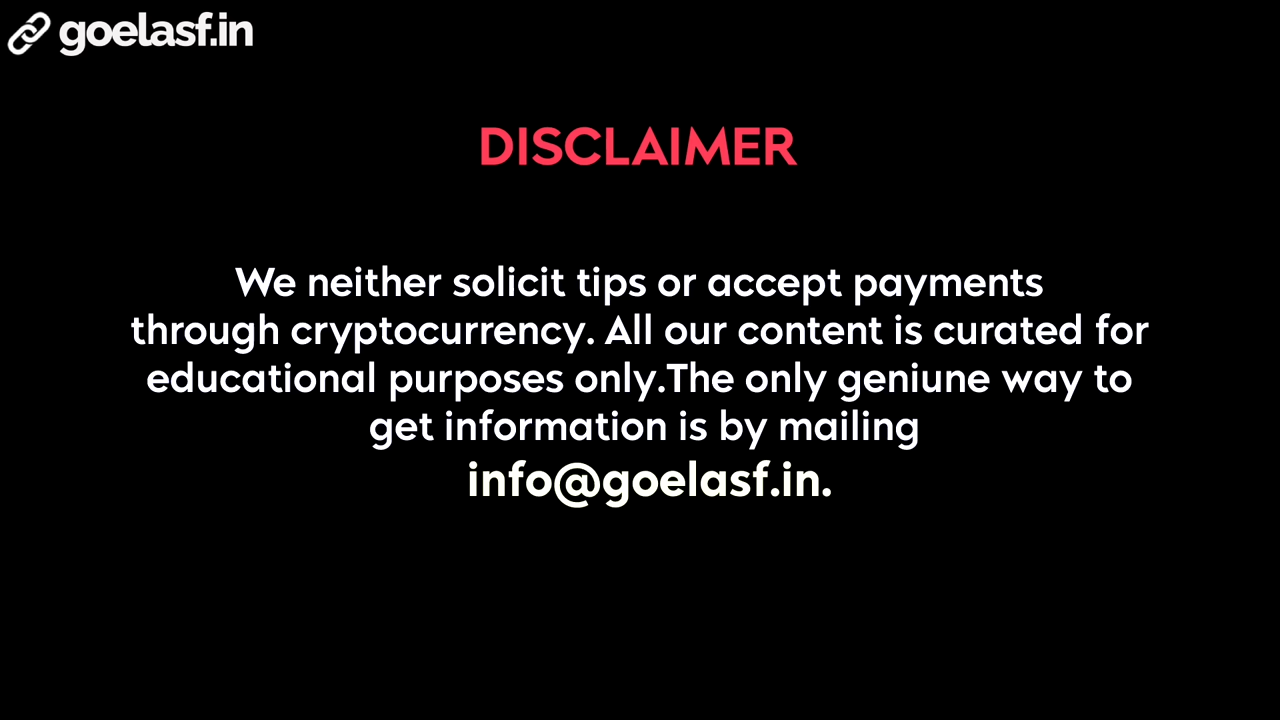 goelasf.in
DISCLAIMER
We neither solicit tips or accept payments
through cryptocurrency. All our content is curated for
educational purposes only.The only geniune way to
get information is by mailing
info@goelasf.in.